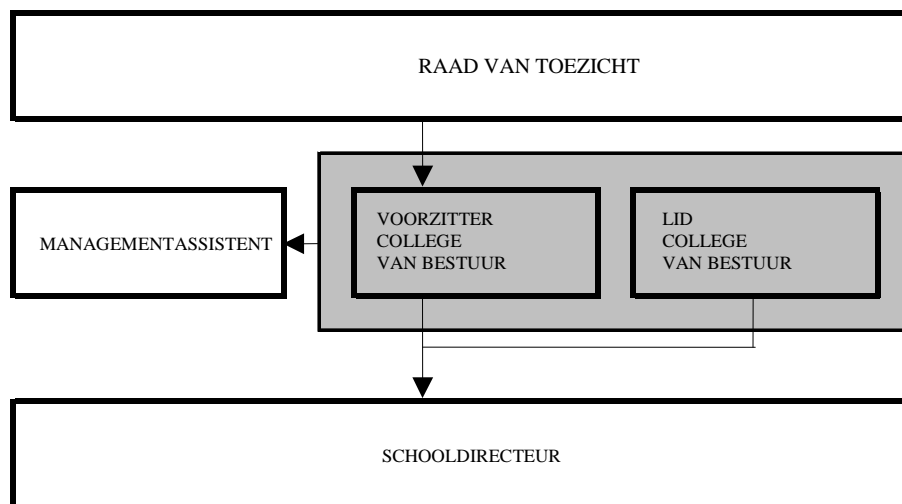 RAAD VAN TOEZICHT
MANAGEMENTASSISTENT
VOORZITTER
COLLEGE
VAN BESTUUR
LID
COLLEGE
VAN BESTUUR
SCHOOLDIRECTEUR